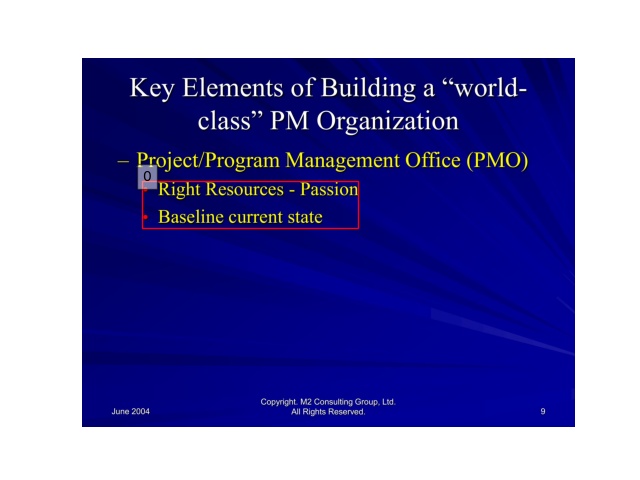 Key Elements of Building a “world-
class” PM Organization
– Project/Program Management Office (PMO)
0
• Right Resources - Passion
• Baseline current state
Copyright. M2 Consulting Group, Ltd.
June 2004 All Rights Reserved. 9